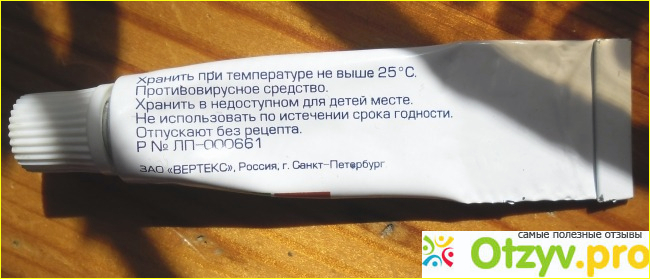 Хранить при температуре не выше 25°С.
Противовирусное средство.
Хранить в недоступном для детей месте.
Не использовать по истечении срока годности.
Отпускают без рецепта.
Р № ЛП-000661
ЗАО «ВЕРТЕКС», Россия, г. Санкт-Петербург
самые полезные отзывы
Otzyv.pro